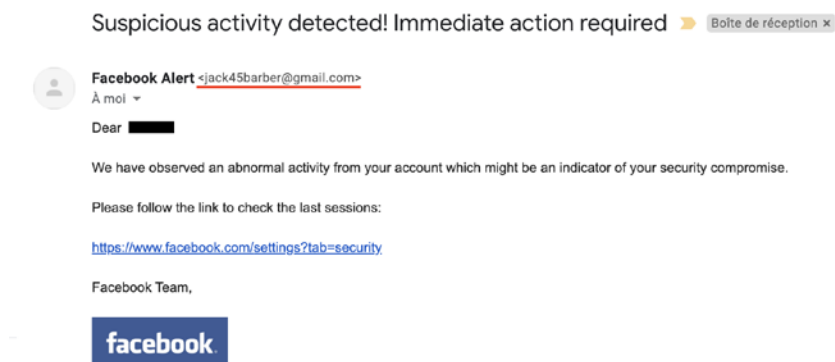 Suspicious activity detected! Immediate action required Boîte de réception ×
Facebook Alert <jack45barber@gmail.com>
À moi
Dear
We have observed an abnormal activity from your account which might be an indicator of your security compromise.
Please follow the link to check the last sessions:
https://www.facebook.com/settings?tab=security
Facebook Team,
facebook.